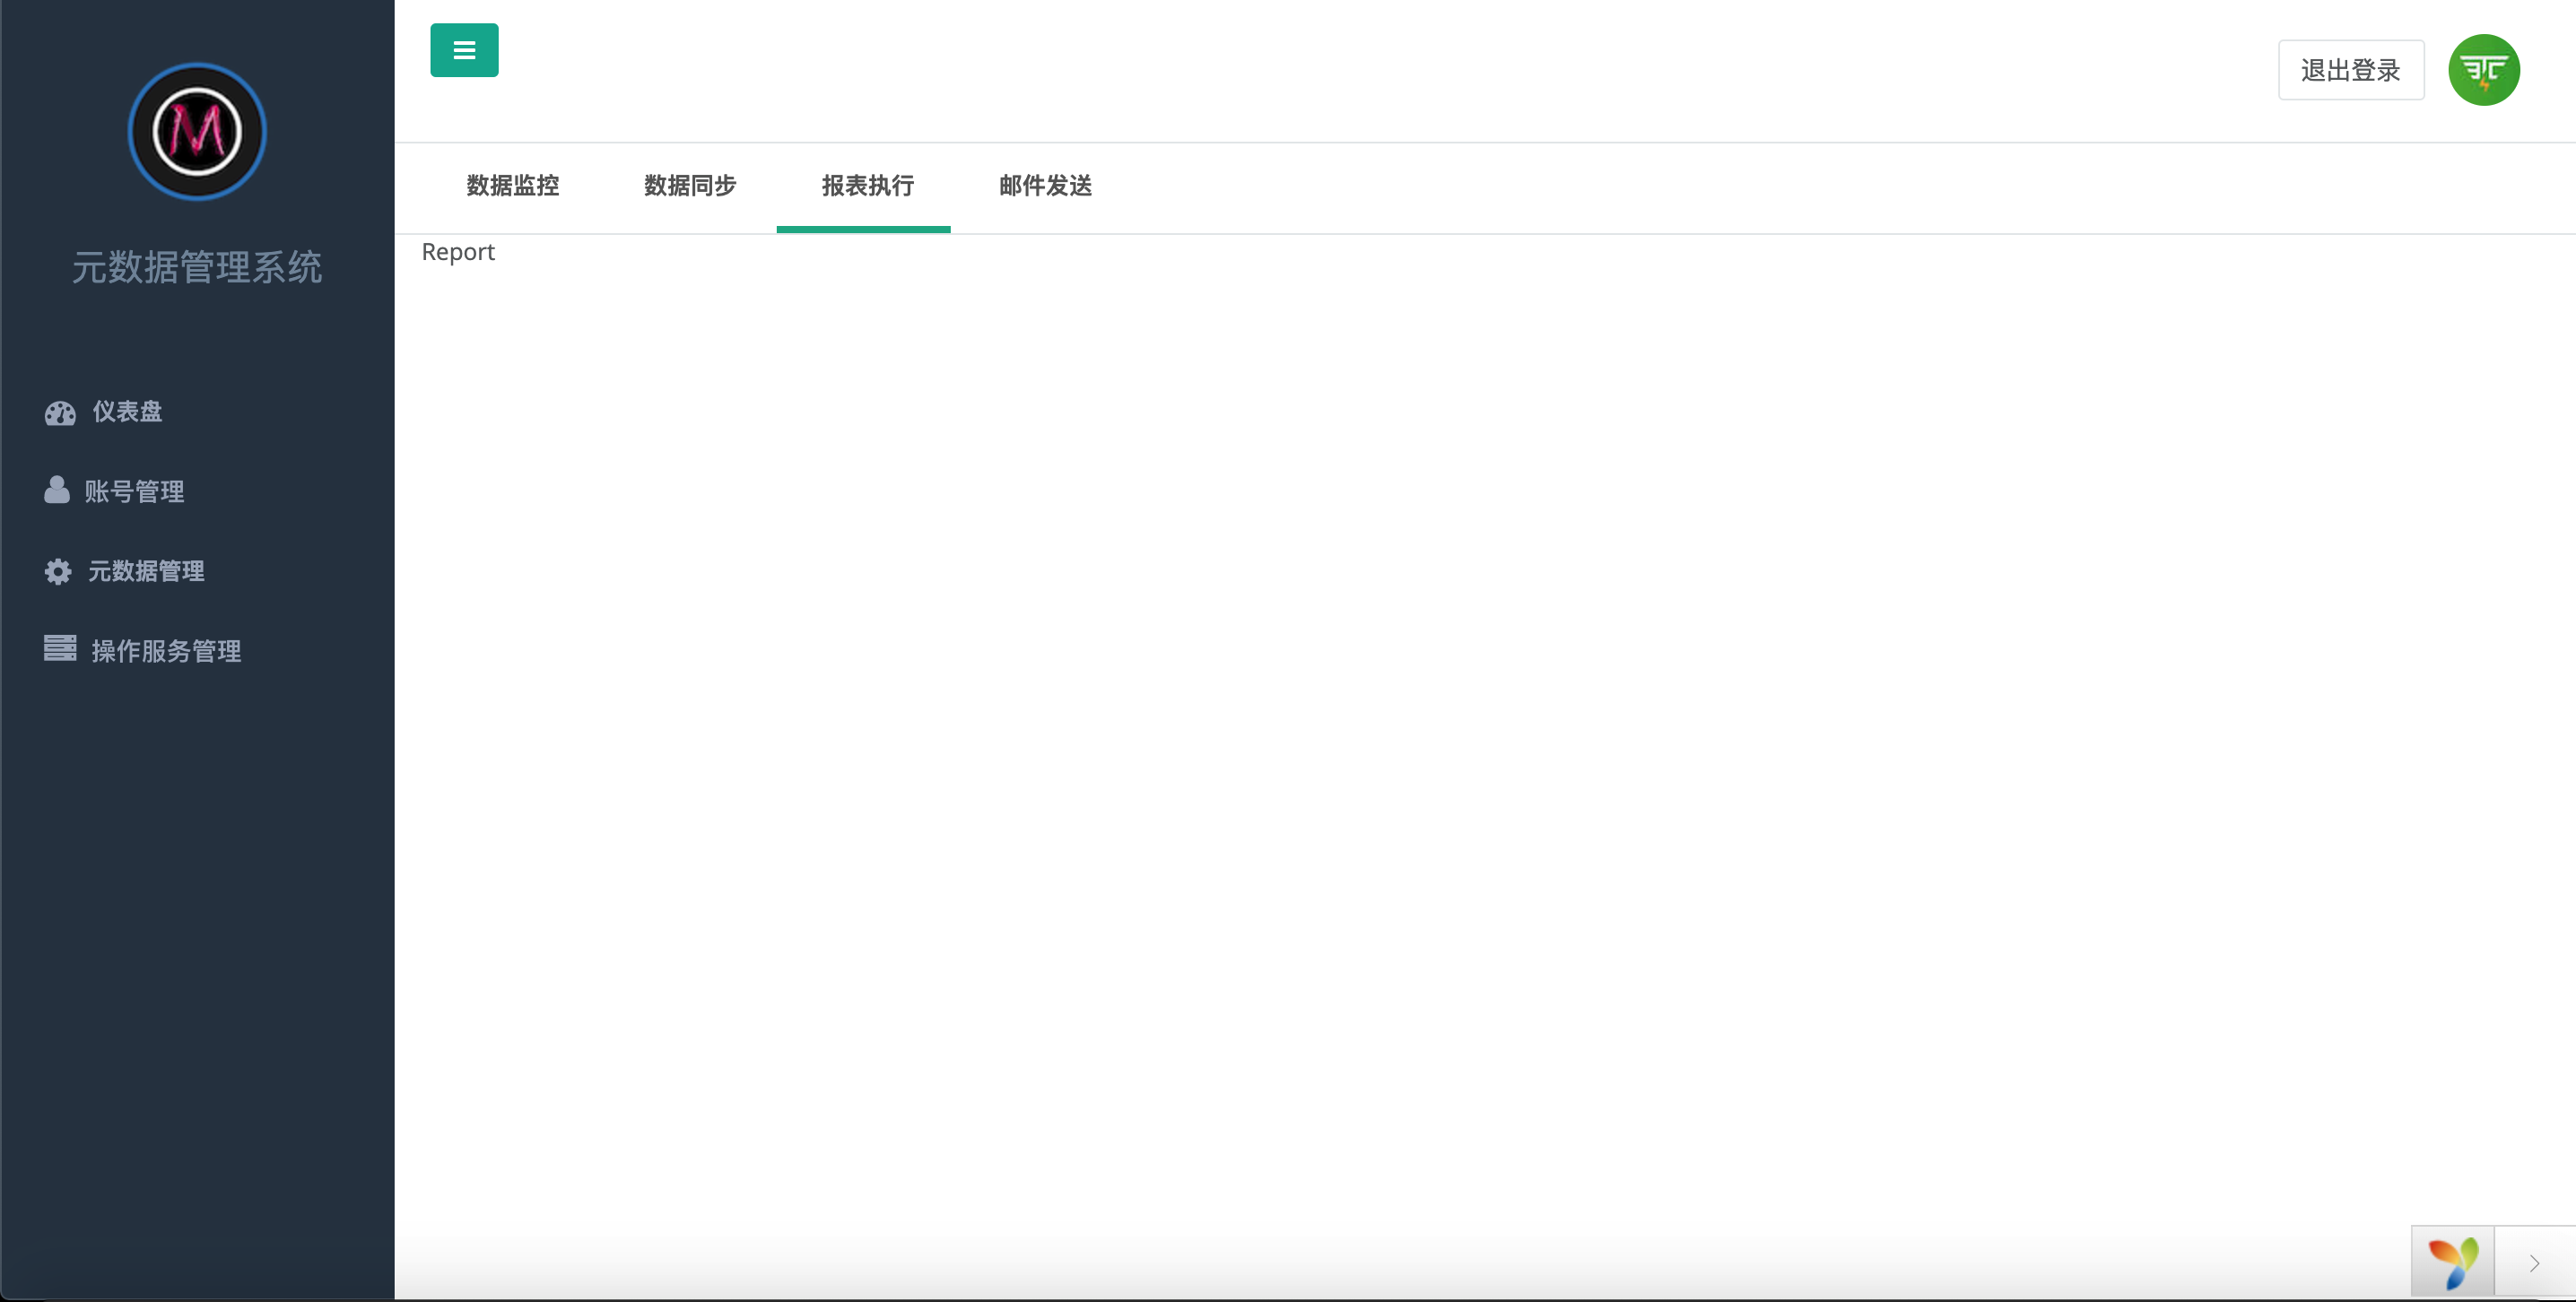 M
元数据管理系统
仪表盘
账号管理
元数据管理
操作服务管理
退出登录
数据监控
数据同步
报表执行
邮件发送
Report